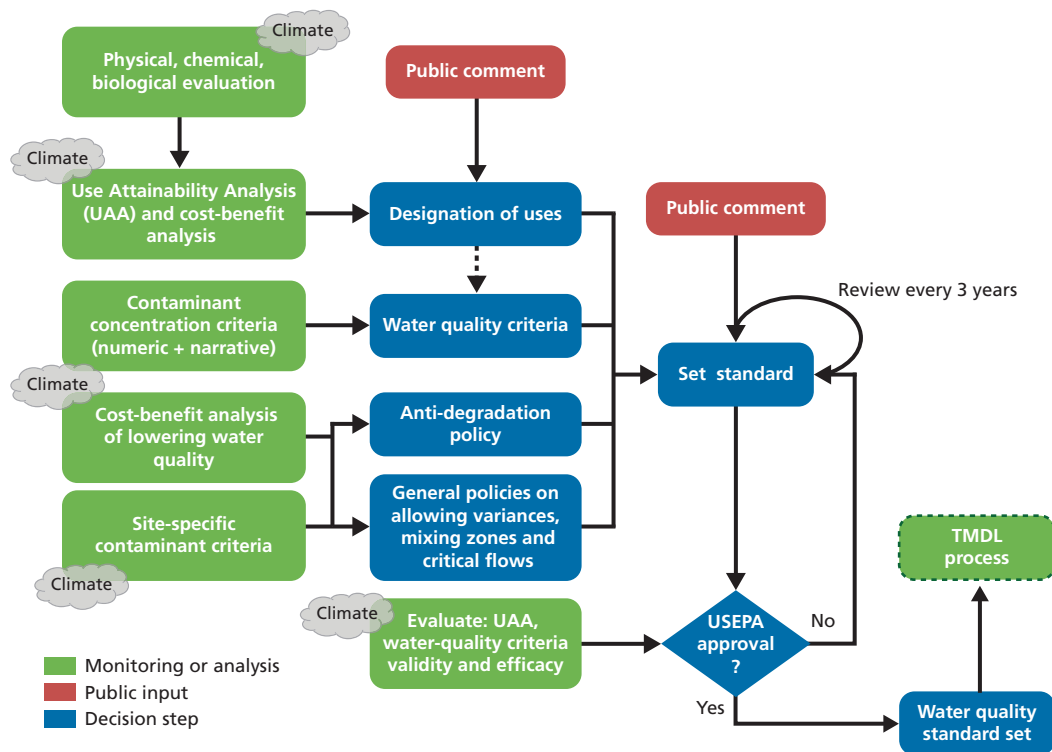 Climate
Physical, chemical,
biological evaluation
Public comment
Climate
Use Attainability Analysis
(UAA) and cost-benefit
analysis
Designation of uses
Public comment
Contaminant
concentration criteria
(numeric + narrative)
Water quality criteria
Review every 3 years
Set standard
Climate
Cost-benefit analysis
of lowering water
quality
Anti-degradation
policy
Site-specific
contaminant criteria
General policies on
allowing variances,
mixing zones and
critical flows
Climate
TMDL
process
Climate
Evaluate: UAA,
water-quality criteria
validity and efficacy
USEPA
approval
?
No
Yes
Water quality
standard set
Monitoring or analysis
Public input
Decision step